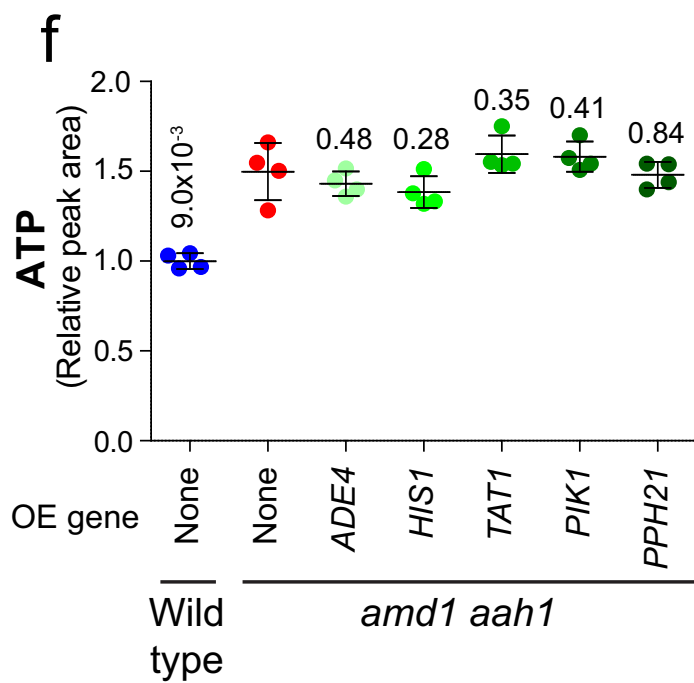 f
ATP
(Relative peak area)
2.0
1.5
1.0
0.5
0.0
9.0x10⁻³
0.48
0.28
0.35
0.41
0.84
OE gene
None
None
ADE4
HIS1
TAT1
PIK1
PPH21
Wild
type
amd1 aah1